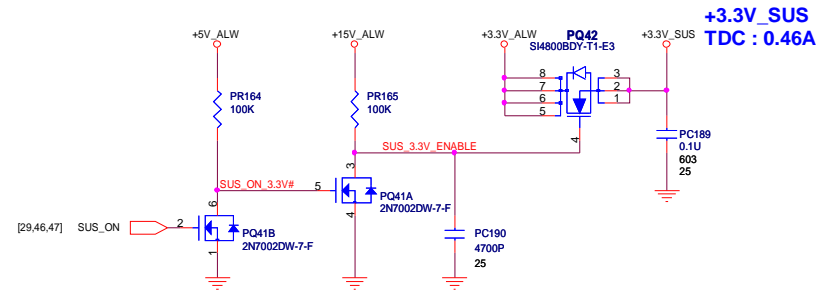 +3.3V_SUS
TDC : 0.46A
+5V_ALW
+15V_ALW
+3.3V_ALW
PQ42
SI4800BDY-T1-E3
+3.3V_SUS
8
7
6
5
3
2
1
4
PR164
100K
PR165
100K
PC189
0.1U
603
25
SUS_3.3V_ENABLE
SUS_ON_3.3V#
3
5
4
PQ41A
2N7002DW-7-F
6
[29,46,47]
SUS_ON
2
1
PQ41B
2N7002DW-7-F
PC190
4700P
25